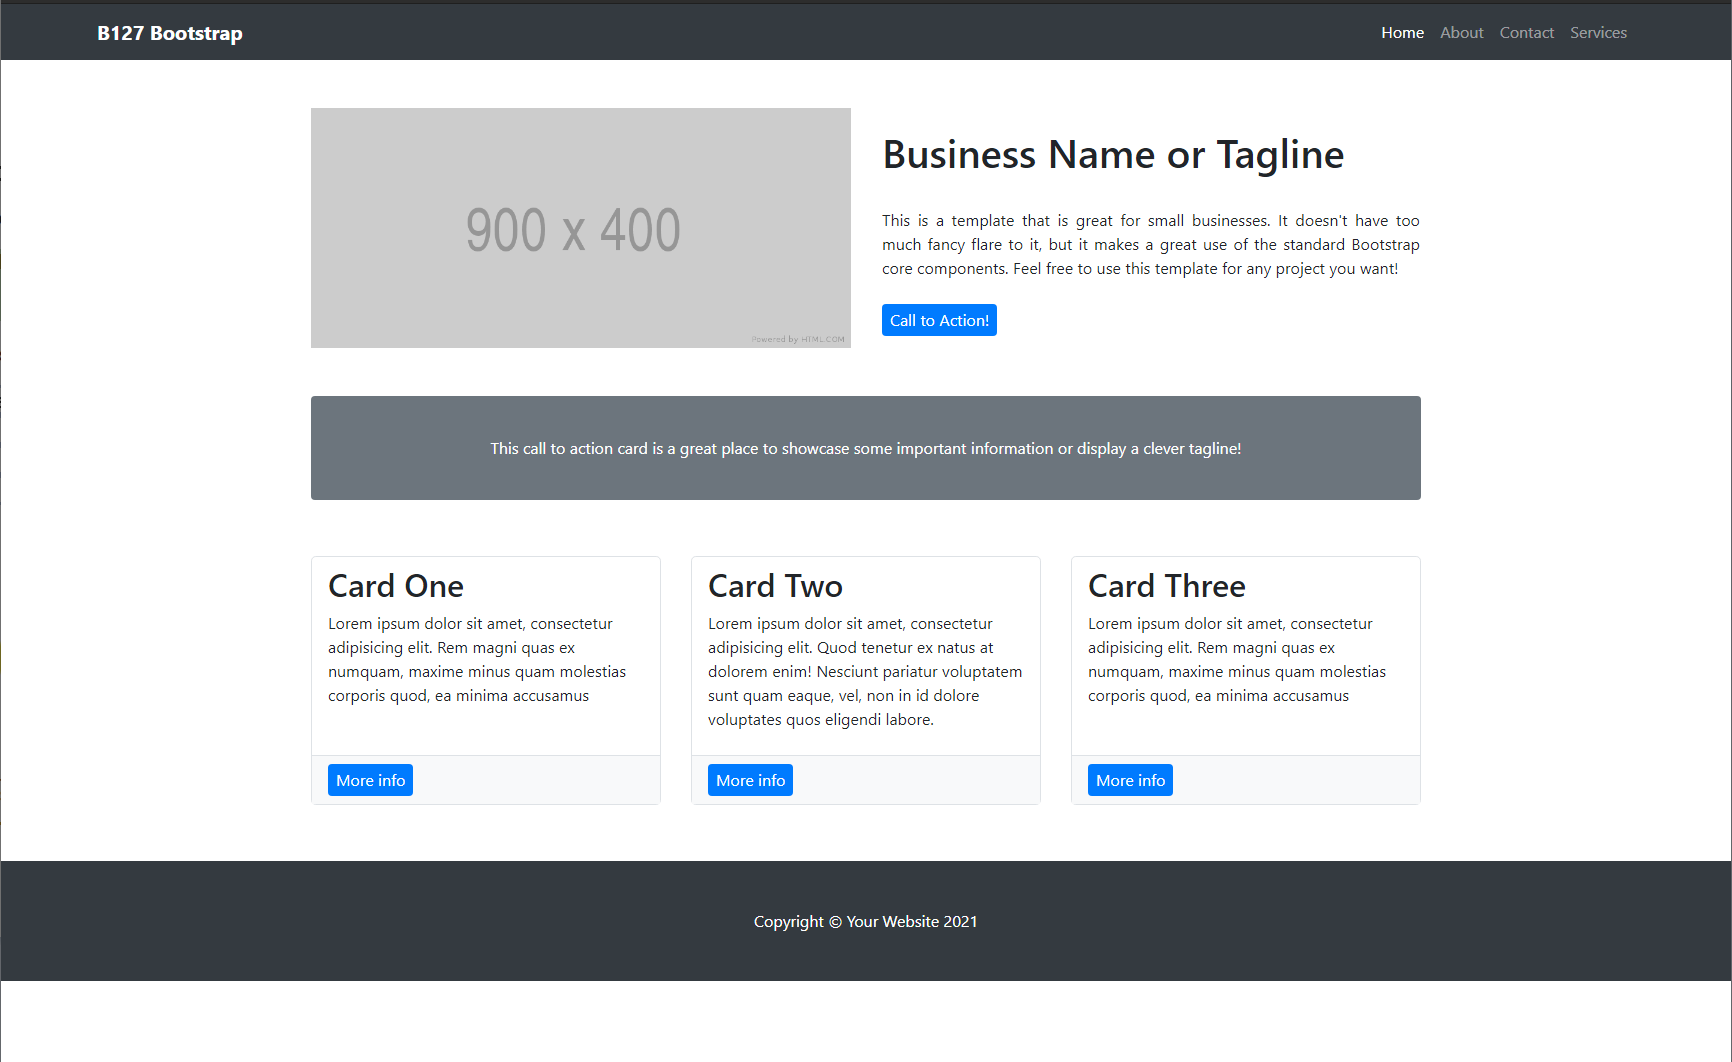 B127 Bootstrap
Home About Contact Services
900 x 400
Powered by HTML.COM
Business Name or Tagline
This is a template that is great for small businesses. It doesn't have too
much fancy flare to it, but it makes a great use of the standard Bootstrap
core components. Feel free to use this template for any project you want!
Call to Action!
This call to action card is a great place to showcase some important information or display a clever tagline!
Card One
Lorem ipsum dolor sit amet, consectetur
adipisicing elit. Rem magni quas ex
numquam, maxime minus quam molestias
corporis quod, ea minima accusamus
More info
Card Two
Lorem ipsum dolor sit amet, consectetur
adipisicing elit. Quod tenetur ex natus at
dolorem enim! Nesciunt pariatur voluptatem
sunt quam eaque, vel, non in id dolore
voluptates quos eligendi labore.
More info
Card Three
Lorem ipsum dolor sit amet, consectetur
adipisicing elit. Rem magni quas ex
numquam, maxime minus quam molestias
corporis quod, ea minima accusamus
More info
Copyright © Your Website 2021